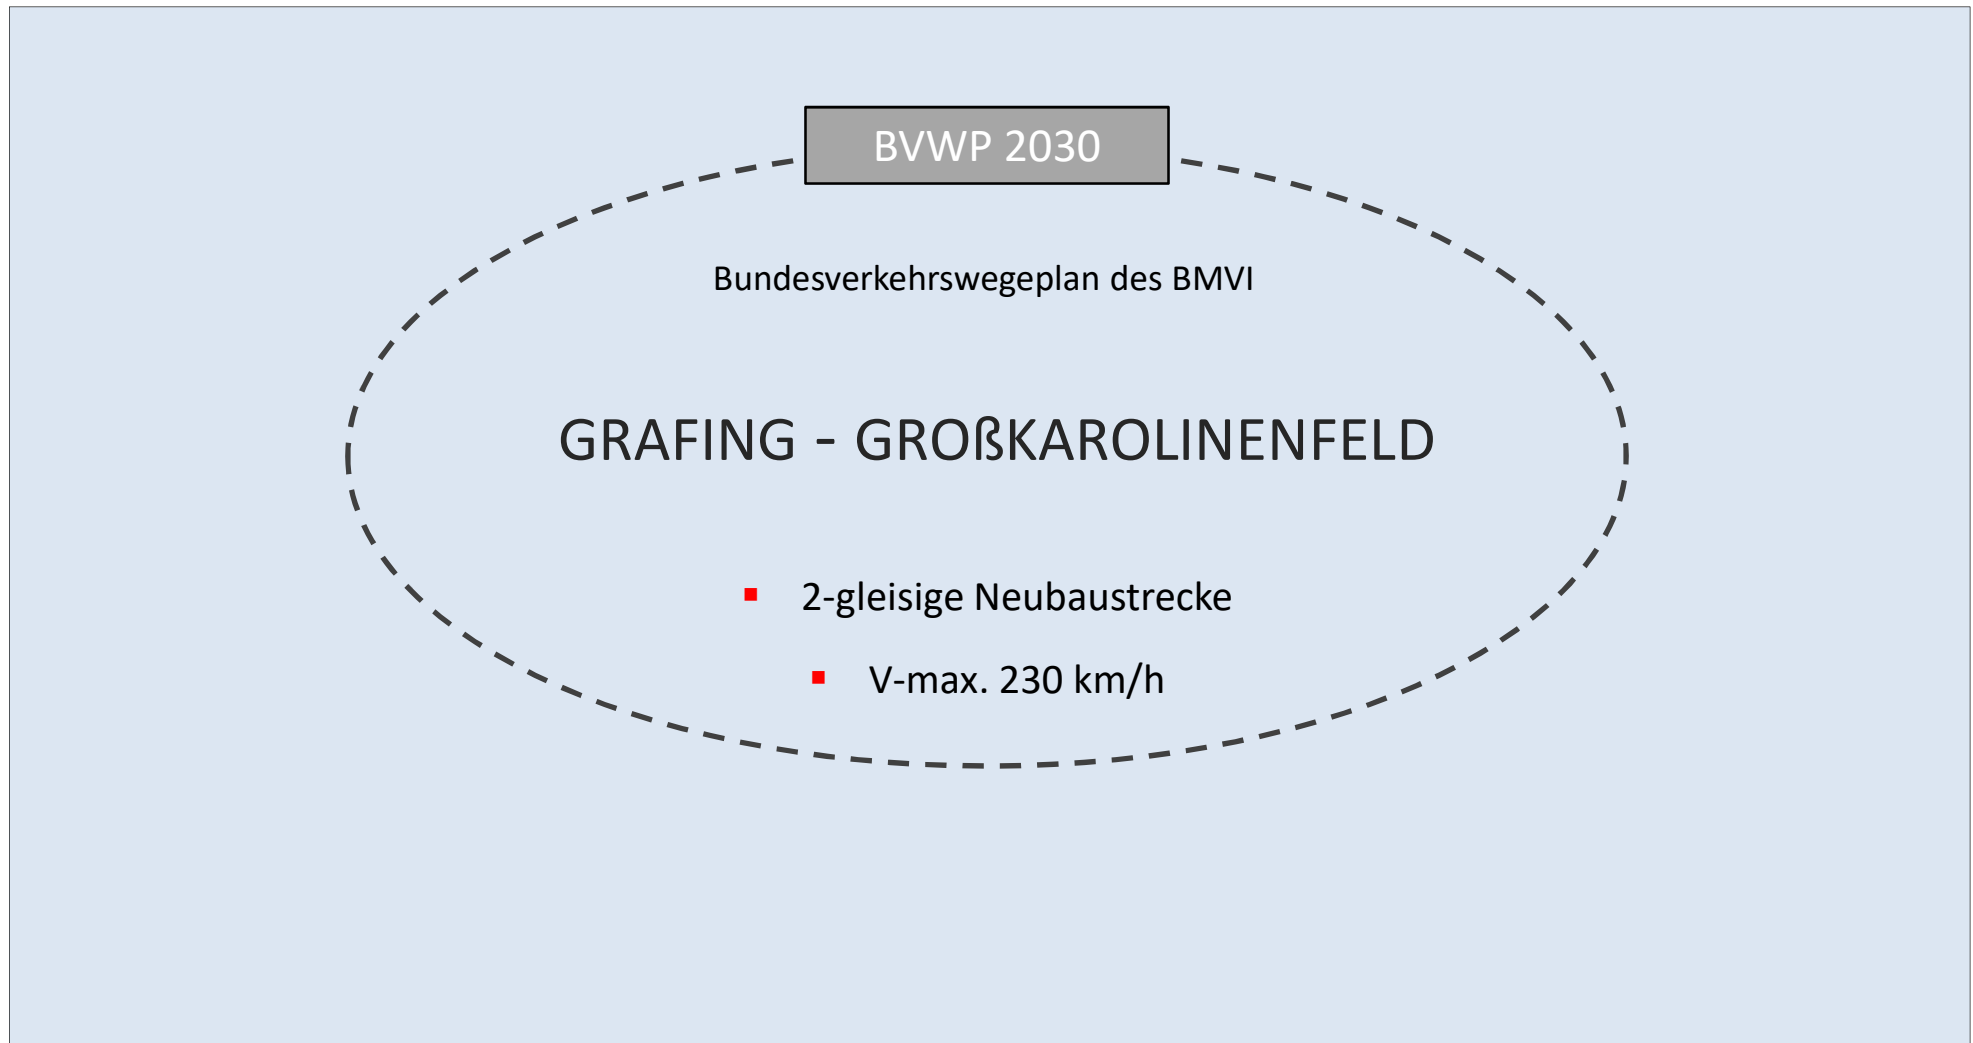 BVWP 2030
Bundesverkehrswegeplan des BMVI
GRAFING - GROßKAROLINENFELD
▪ 2-gleisige Neubaustrecke
▪ V-max. 230 km/h